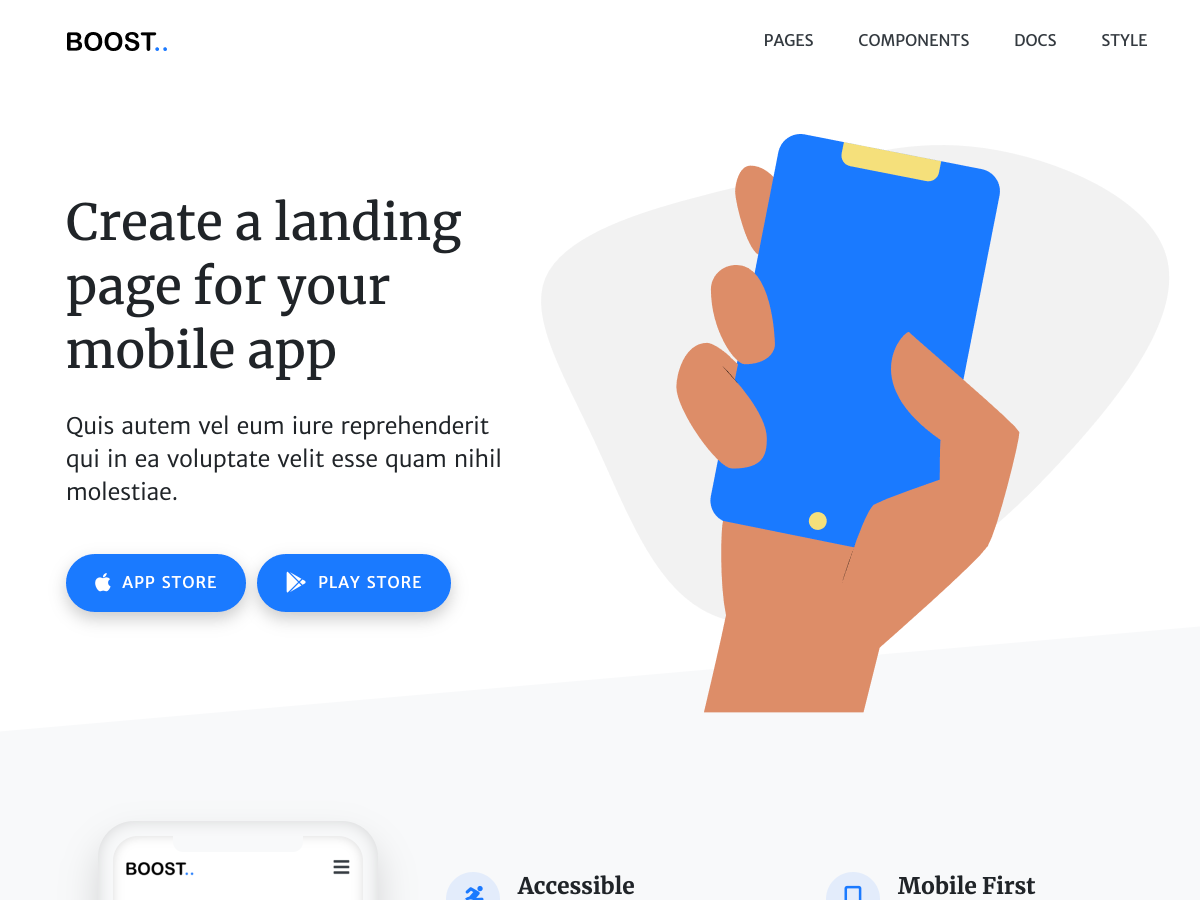 BOOST..
PAGES COMPONENTS DOCS STYLE
Create a landing
page for your
mobile app
Quis autem vel eum iure reprehenderit
qui in ea voluptate velit esse quam nihil
molestiae.
APP STORE PLAY STORE
BOOST..
Accessible
Mobile First